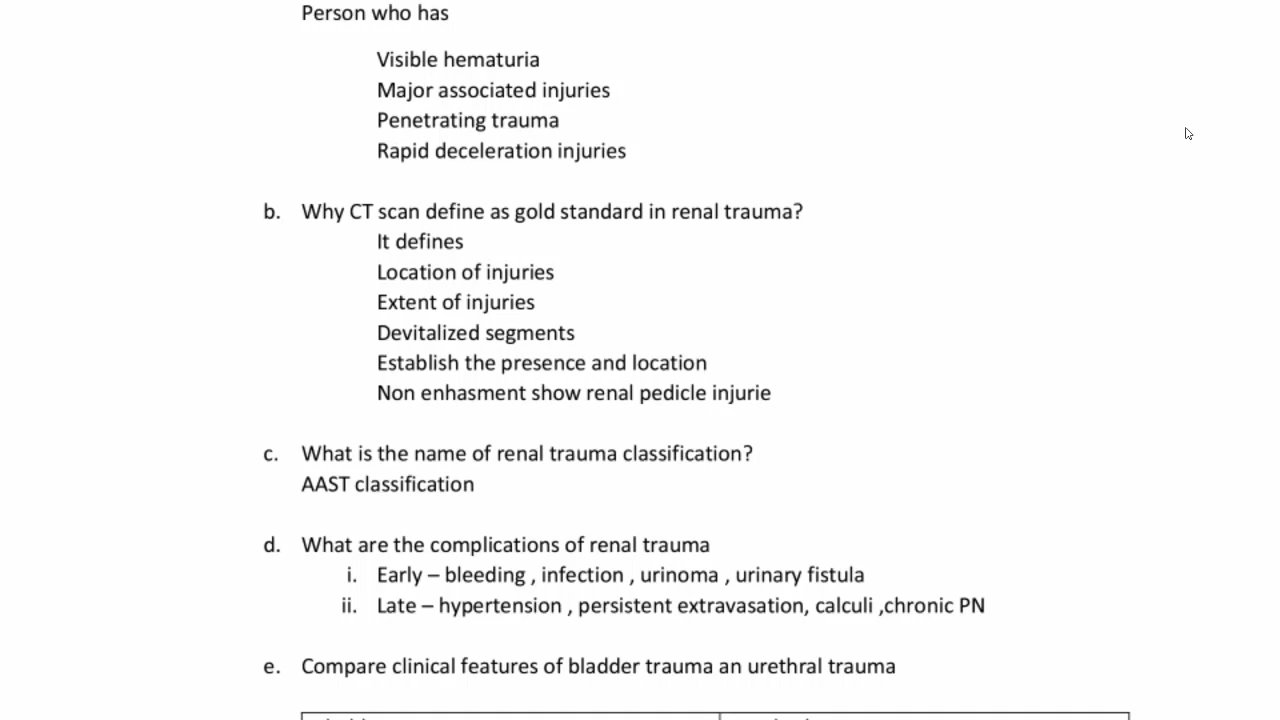 Person who has
Visible hematuria
Major associated injuries
Penetrating trauma
Rapid deceleration injuries
b. Why CT scan define as gold standard in renal trauma?
It defines
Location of injuries
Extent of injuries
Devitalized segments
Establish the presence and location
Non enhasment show renal pedicle injurie
c. What is the name of renal trauma classification?
AAST classification
d. What are the complications of renal trauma
i. Early – bleeding , infection , urinoma , urinary fistula
ii. Late – hypertension , persistent extravasation, calculi ,chronic PN
e. Compare clinical features of bladder trauma an urethral trauma